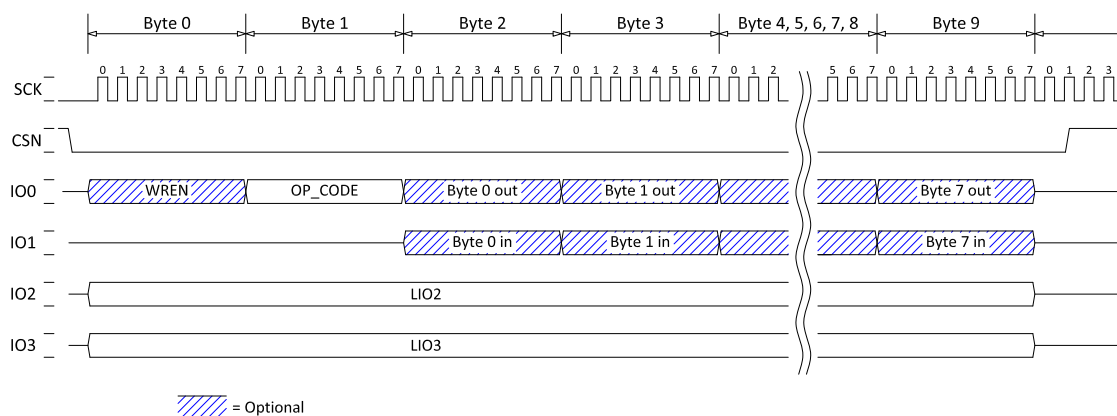 Byte 0 Byte 1 Byte 2 Byte 3 Byte 4, 5, 6, 7, 8 Byte 9
0 1 2 3 4 5 6 7 0 1 2 3 4 5 6 7 0 1 2 3 4 5 6 7 0 1 2 3 4 5 6 7 0 1 2 5 6 7 0 1 2 3 4 5 6 7 0 1 2 3
SCK
CSN
IO0 WREN OP_CODE Byte 0 out Byte 1 out Byte 7 out
IO1 Byte 0 in Byte 1 in Byte 7 in
IO2 LIO2
IO3 LIO3
= Optional